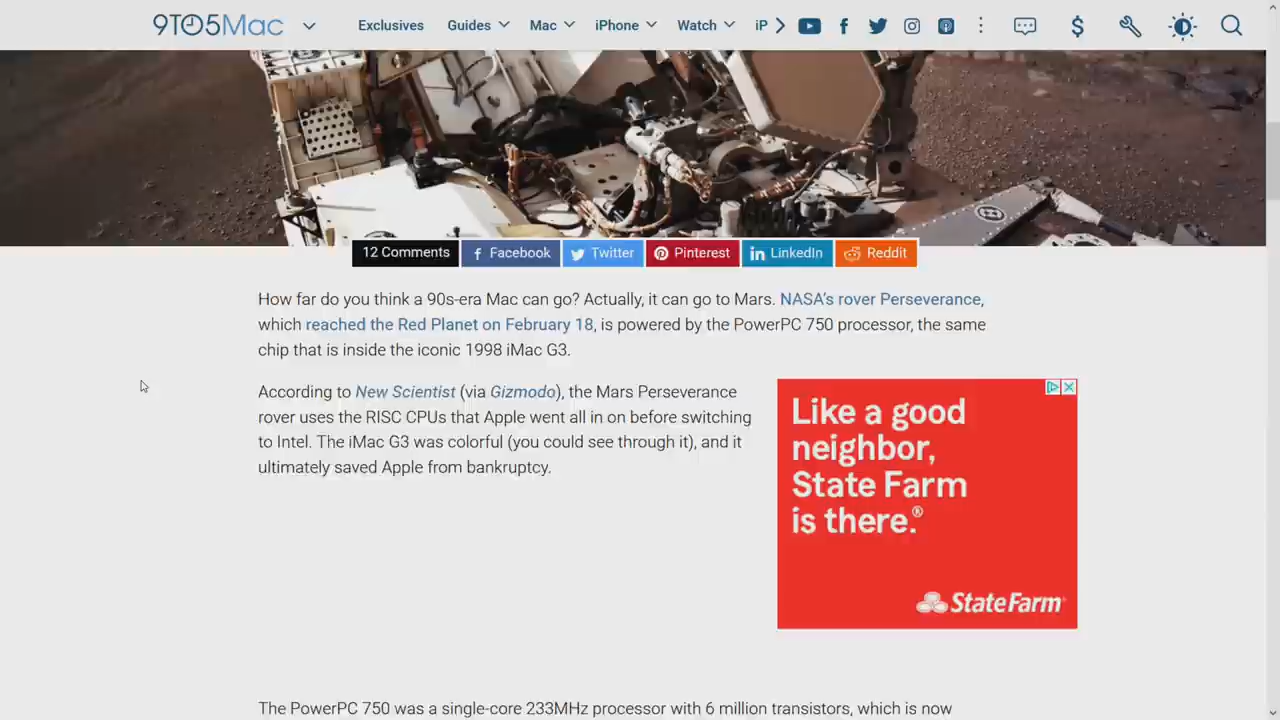 9TO5Mac
Exclusives
Guides
Mac
iPhone
Watch
iP
12 Comments
Facebook
Twitter
Pinterest
LinkedIn
Reddit
How far do you think a 90s-era Mac can go? Actually, it can go to Mars. NASA's rover Perseverance,
which reached the Red Planet on February 18, is powered by the PowerPC 750 processor, the same
chip that is inside the iconic 1998 iMac G3.
According to New Scientist (via Gizmodo), the Mars Perseverance
rover uses the RISC CPUs that Apple went all in on before switching
to Intel. The iMac G3 was colorful (you could see through it), and it
ultimately saved Apple from bankruptcy.
Like a good
neighbor,
State Farm
is there.®
StateFarm®
The PowerPC 750 was a single-core 233MHz processor with 6 million transistors, which is now